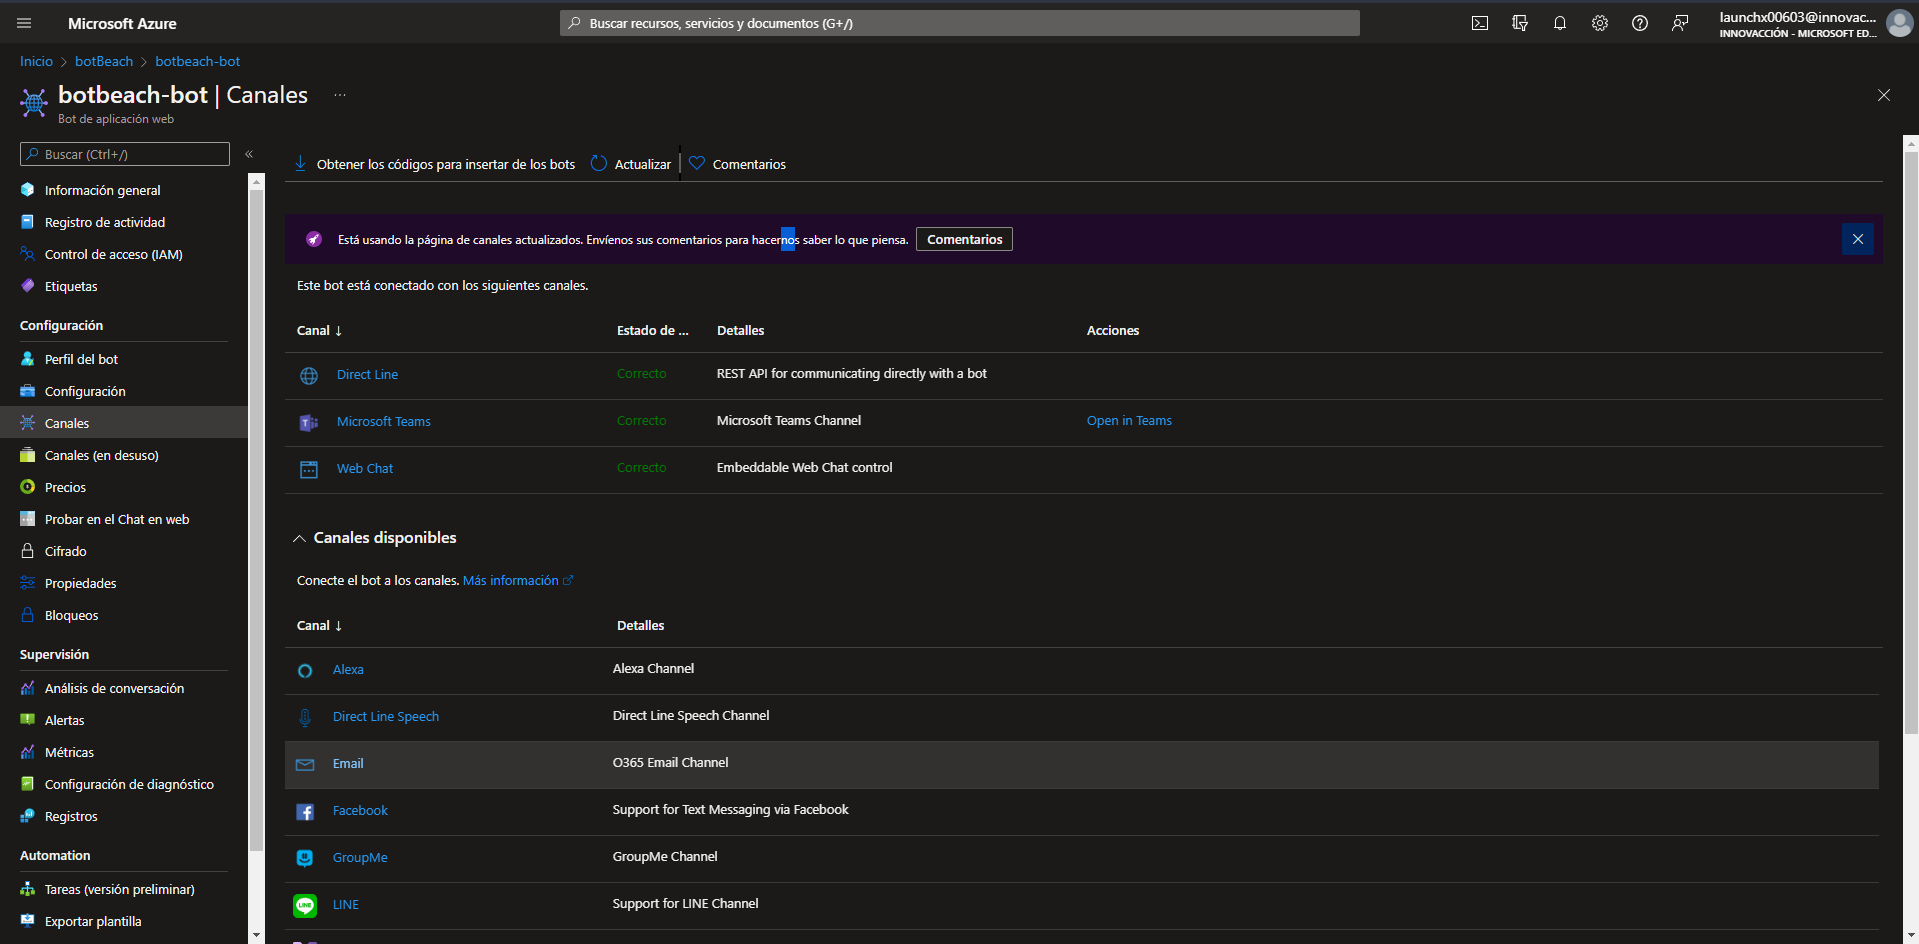 Microsoft Azure
Buscar recursos, servicios y documentos (G+/)
launchx00603@innovac...
INNOVACCIÓN - MICROSOFT ED...
Inicio > botBeach > botbeach-bot
botbeach-bot | Canales ...
Bot de aplicación web
Buscar (Ctrl+/)
«
Información general
Registro de actividad
Control de acceso (IAM)
Etiquetas
Configuración
Perfil del bot
Configuración
Canales
Canales (en desuso)
Precios
Probar en el Chat en web
Cifrado
Propiedades
Bloqueos
Supervisión
Análisis de conversación
Alertas
Métricas
Configuración de diagnóstico
Registros
Automation
Tareas (versión preliminar)
Exportar plantilla
Obtener los códigos para insertar de los bots Actualizar Comentarios
Está usando la página de canales actualizados. Envíenos sus comentarios para hacernos saber lo que piensa. Comentarios
Este bot está conectado con los siguientes canales.
Canal ↓ Estado de ... Detalles Acciones
Direct Line Correcto REST API for communicating directly with a bot
Microsoft Teams Correcto Microsoft Teams Channel Open in Teams
Web Chat Correcto Embeddable Web Chat control
Canales disponibles
Conecte el bot a los canales. Más información
Canal ↓ Detalles
Alexa Alexa Channel
Direct Line Speech Direct Line Speech Channel
Email O365 Email Channel
Facebook Support for Text Messaging via Facebook
GroupMe GroupMe Channel
LINE Support for LINE Channel